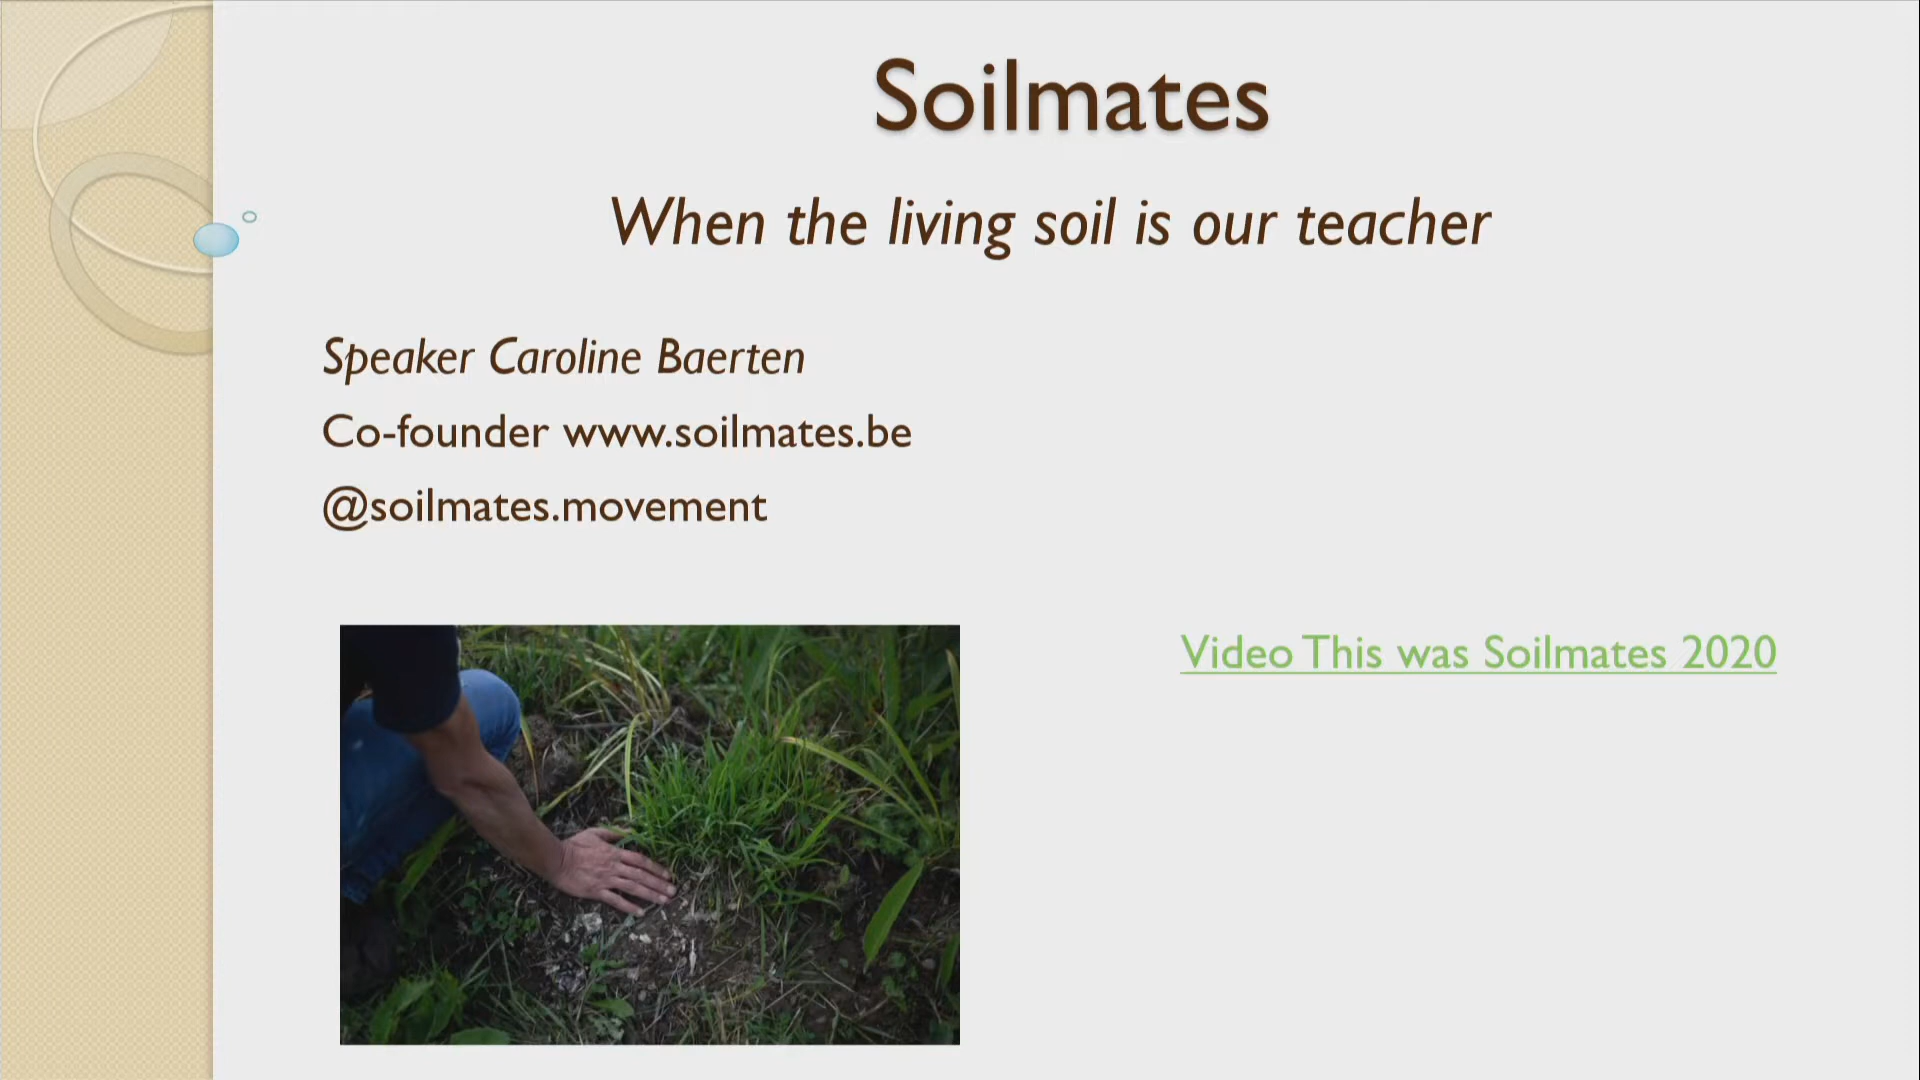 Soilmates
When the living soil is our teacher
Speaker Caroline Baerten
Co-founder www.soilmates.be
@soilmates.movement
Video This was Soilmates 2020